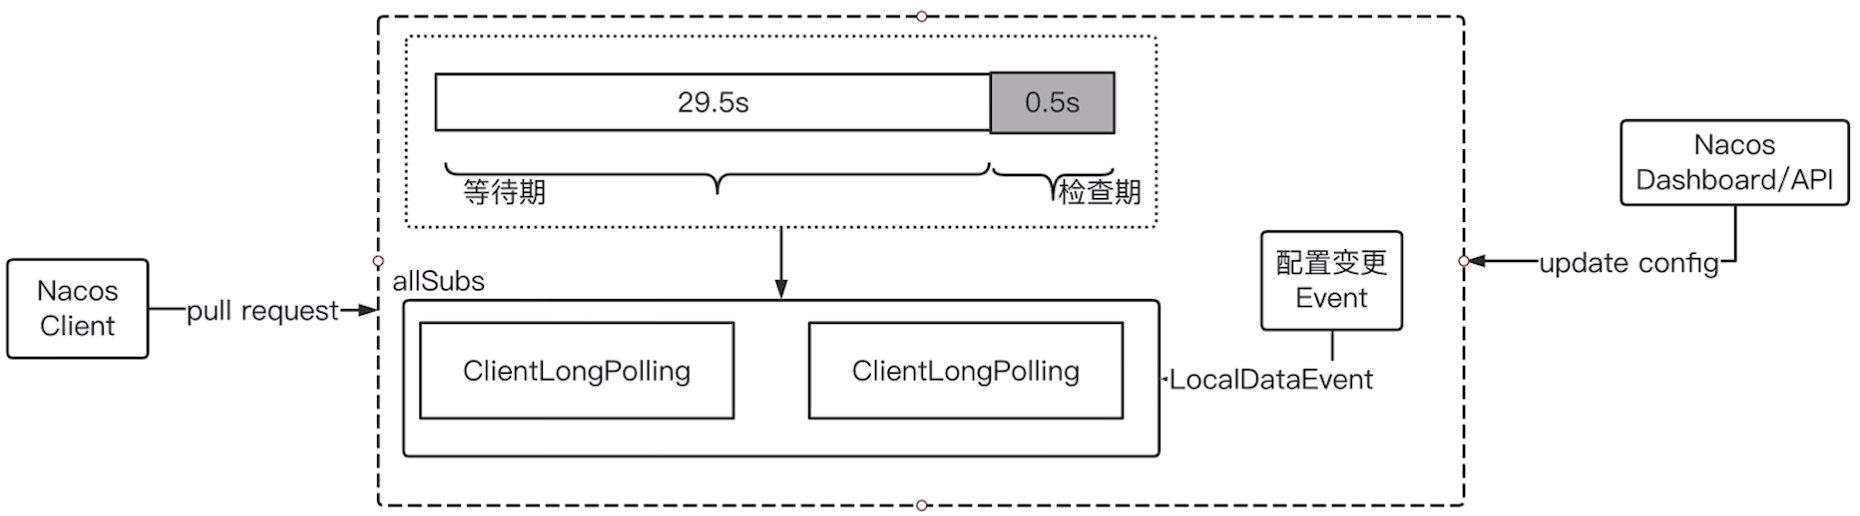 29.5s
0.5s
等待期
检查期
Nacos
Dashboard/API
update config
配置变更
Event
Nacos
Client
pull request
allSubs
ClientLongPolling
ClientLongPolling
LocalDataEvent